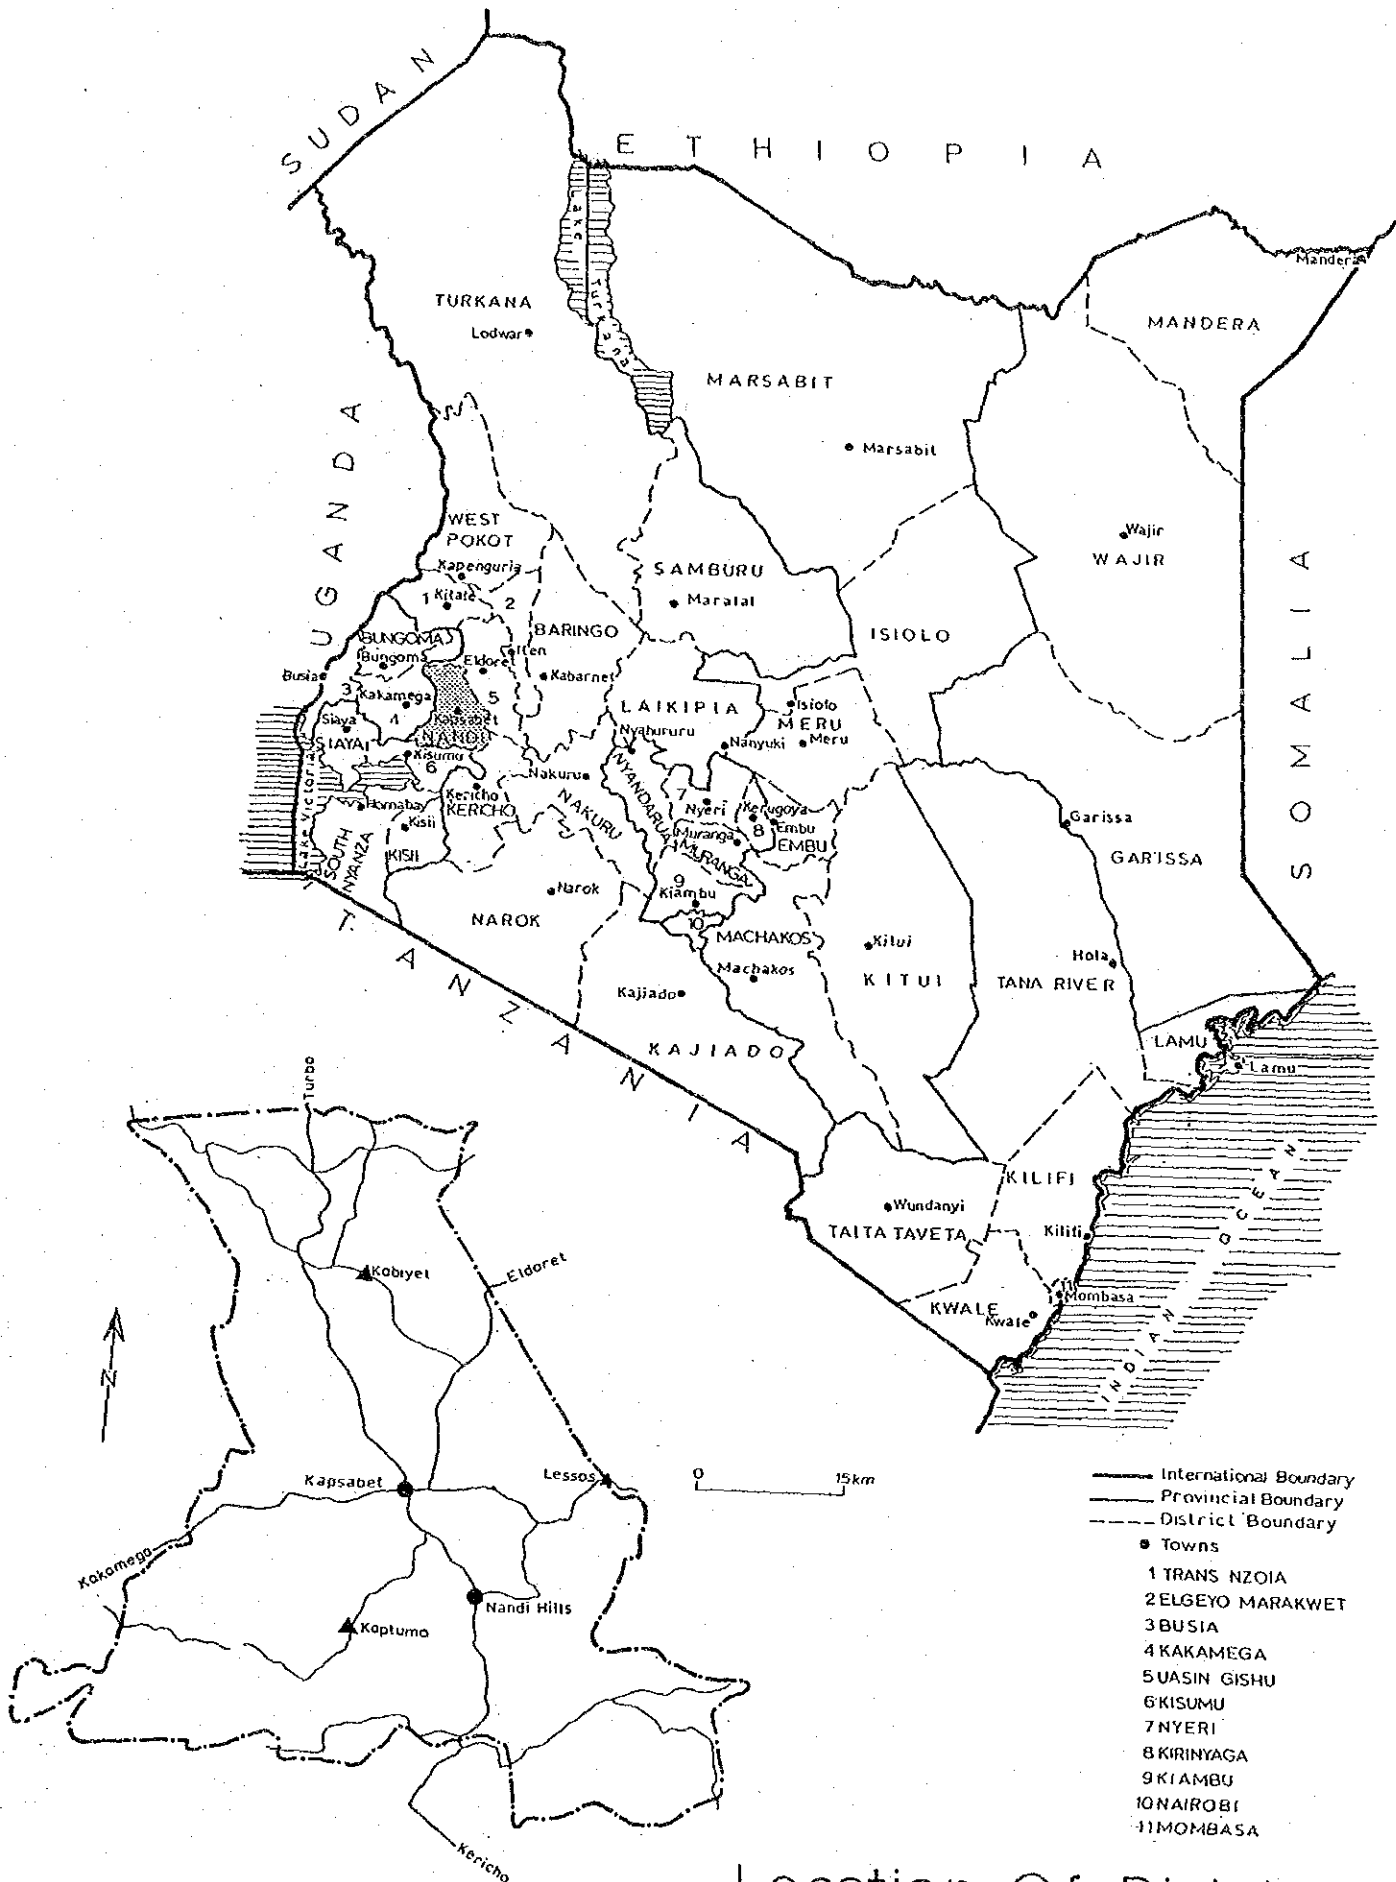 SUDAN
ETHIOPIA
Lake Turkana
Mandera
TURKANA
Lodwar
MANDERA
MARSABIT
Marsabit
UGANDA
WEST
POKOT
Kapenguria
Wajir
WAJIR
SAMBURU
Maralal
1 Kitale
2
BARINGO
ISIOLO
SOMALIA
BUNGOMA
Bungoma
Iten
Eldoret
Busia
Kabarnet
3
Kakamega
4
5
Siaya
SIAYA
Kapsabet
NANDI
LAIKIPIA
Nyahururu
Isiolo
MERU
Meru
Nanyuki
Kisumu
6
Nakuru
Lake Victoria
Homabay
Kericho
KERICHO
NAKURU
NYANDARUA
7
Nyeri
Kerugoya
8
Embu
EMBU
Garissa
GARISSA
Kisii
KISII
SOUTH
NYANZA
Muranga
MURANGA
9
Kiambu
10
Narok
NAROK
MACHAKOS
Machakos
Kitui
KITUI
Hola
TANA RIVER
TANZANIA
Kajiado
KAJIADO
LAMU
Lamu
KILIFI
Wundanyi
TAITA TAVETA
Kilifi
11
Mombasa
KWALE
Kwale
INDIAN OCEAN
Turbo
Kabiyet
Eldoret
N
Kapsabet
Lessos
0 15km
Kakamega
Nandi Hills
Kaptumo
Kericho
International Boundary
Provincial Boundary
District Boundary
Towns
1 TRANS NZOIA
2 ELGEYO MARAKWET
3 BUSIA
4 KAKAMEGA
5 UASIN GISHU
6 KISUMU
7 NYERI
8 KIRINYAGA
9 KIAMBU
10 NAIROBI
11 MOMBASA
Location Of